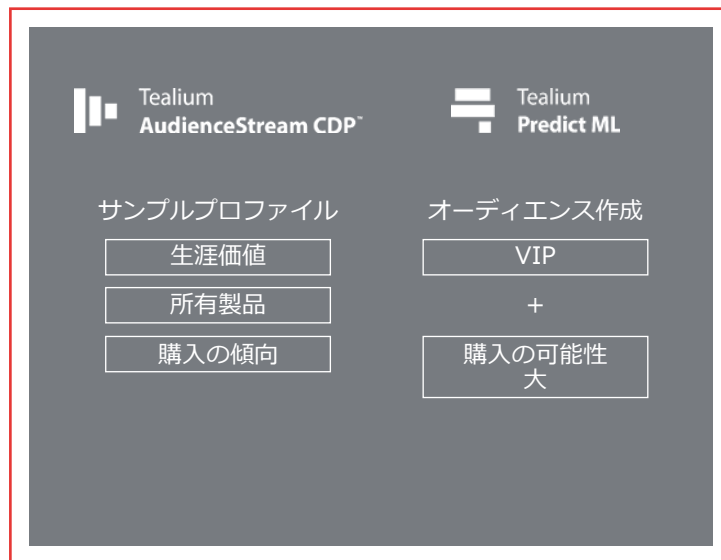 Tealium
AudienceStream CDP™
サンプルプロファイル
生涯価値
所有製品
購入の傾向
Tealium
Predict ML
オーディエンス作成
VIP
+
購入の可能性
大